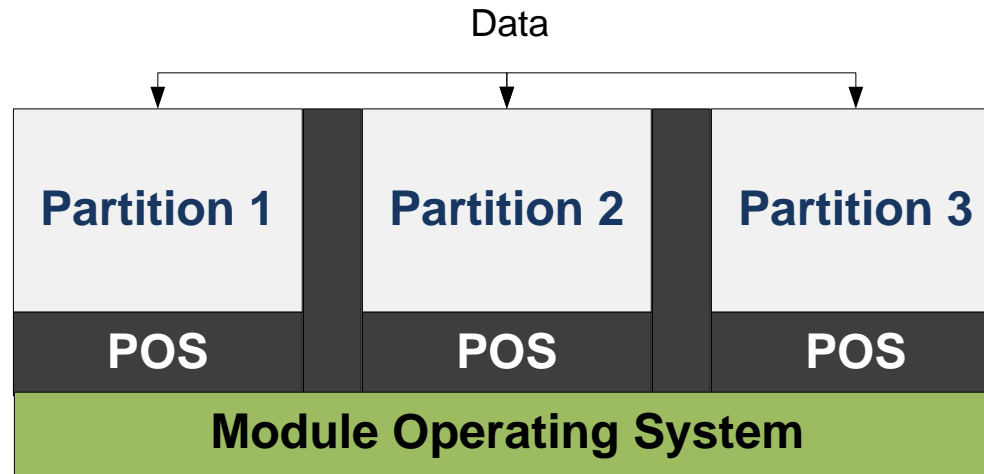 Data
Partition 1
Partition 2
Partition 3
POS
POS
POS
Module Operating System